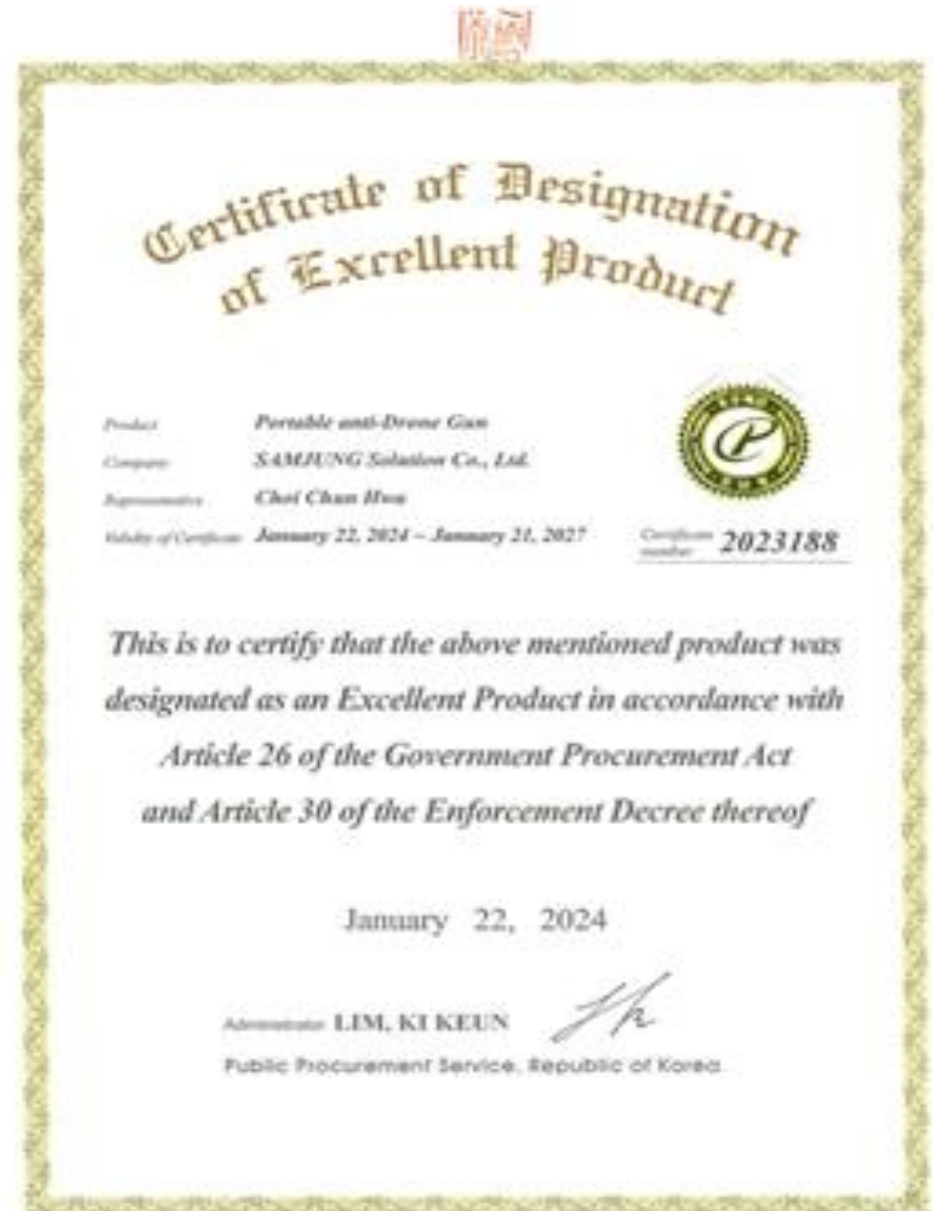 Certificate of Designation
of Excellent Product
Product Portable anti-Drone Gun
Company SAMJUNG Solution Co., Ltd.
Representative Choi Chun Hwa
Validity of Certificate January 22, 2024 – January 21, 2027
Certificate number 2023188
This is to certify that the above mentioned product was
designated as an Excellent Product in accordance with
Article 26 of the Government Procurement Act
and Article 30 of the Enforcement Decree thereof
January 22, 2024
Administrator LIM, KI KEUN
Public Procurement Service, Republic of Korea